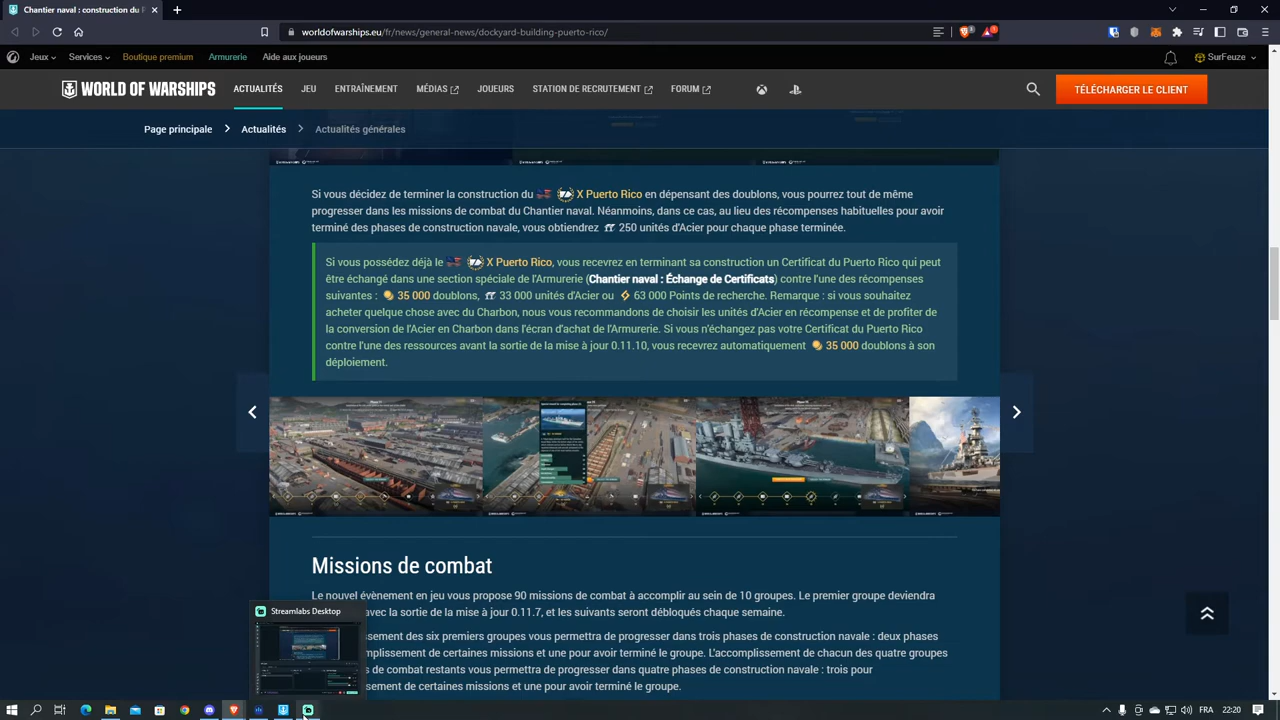 Chantier naval : construction du P
worldofwarships.eu/fr/news/general-news/dockyard-building-puerto-rico/
Jeux
Services
Boutique premium
Armurerie
Aide aux joueurs
SurFeuze
WORLD OF WARSHIPS
ACTUALITÉS
JEU
ENTRAÎNEMENT
MÉDIAS
JOUEURS
STATION DE RECRUTEMENT
FORUM
TÉLÉCHARGER LE CLIENT
Page principale
Actualités
Actualités générales
Si vous décidez de terminer la construction du X Puerto Rico en dépensant des doublons, vous pourrez tout de même
progresser dans les missions de combat du Chantier naval. Néanmoins, dans ce cas, au lieu des récompenses habituelles pour avoir
terminé des phases de construction navale, vous obtiendrez 250 unités d'Acier pour chaque phase terminée.
Si vous possédez déjà le X Puerto Rico, vous recevrez en terminant sa construction un Certificat du Puerto Rico qui peut
être échangé dans une section spéciale de l'Armurerie (Chantier naval : Échange de Certificats) contre l'une des récompenses
suivantes : 35 000 doublons, 33 000 unités d'Acier ou 63 000 Points de recherche. Remarque : si vous souhaitez
acheter quelque chose avec du Charbon, nous vous recommandons de choisir les unités d'Acier en récompense et de profiter de
la conversion de l'Acier en Charbon dans l'écran d'achat de l'Armurerie. Si vous n'échangez pas votre Certificat du Puerto Rico
contre l'une des ressources avant la sortie de la mise à jour 0.11.10, vous recevrez automatiquement 35 000 doublons à son
déploiement.
Missions de combat
Le nouvel évènement en jeu vous propose 90 missions de combat à accomplir au sein de 10 groupes. Le premier groupe deviendra
avec la sortie de la mise à jour 0.11.7, et les suivants seront débloqués chaque semaine.
issement des six premiers groupes vous permettra de progresser dans trois phases de construction navale : deux phases
mplissement de certaines missions et une pour avoir terminé le groupe. L'accomplissement de chacun des quatre groupes
s de combat restants vous permettra de progresser dans quatre phases de construction navale : trois pour
issement de certaines missions et une pour avoir terminé le groupe.
Streamlabs Desktop
FRA
22:20